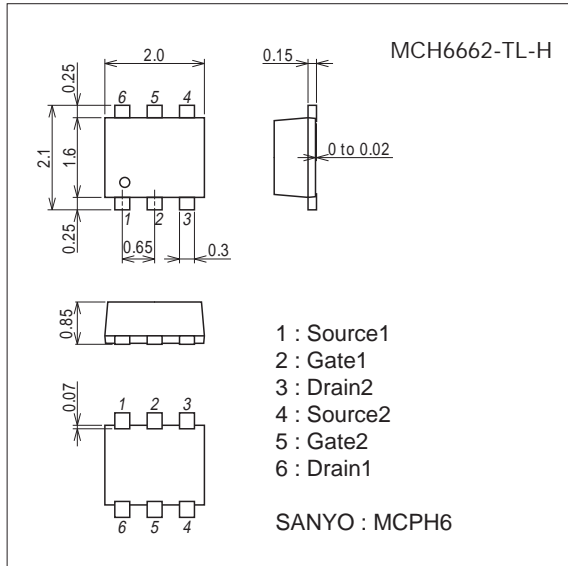 MCH6662-TL-H
2.0
0.15
0.25
6 5 4
2.1
1.6
0 to 0.02
0.25
1 2 3
0.65
0.3
0.85
1 : Source1
2 : Gate1
3 : Drain2
4 : Source2
5 : Gate2
6 : Drain1
0.07
1 2 3
6 5 4
SANYO : MCPH6